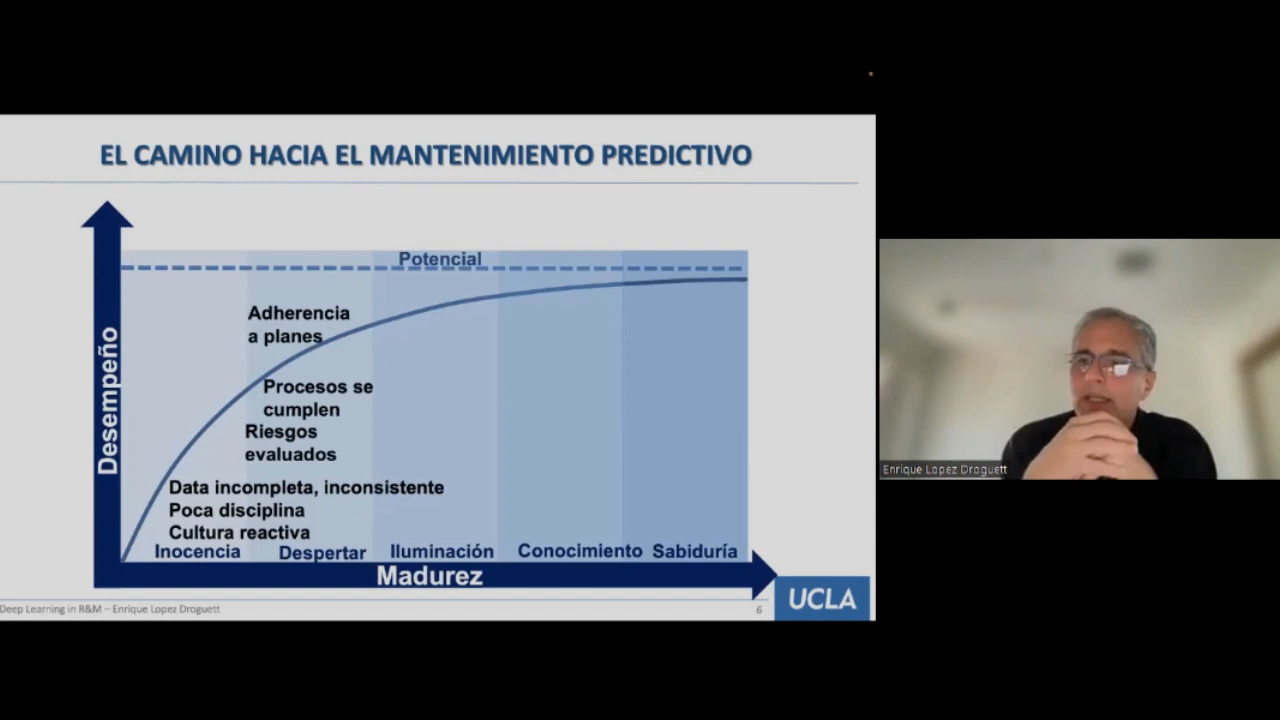 EL CAMINO HACIA EL MANTENIMIENTO PREDICTIVO
Potencial
Adherencia
a planes
Procesos se
cumplen
Riesgos
evaluados
Data incompleta, inconsistente
Poca disciplina
Cultura reactiva
Inocencia
Despertar
Iluminación
Conocimiento
Sabiduría
Desempeño
Madurez
Deep Learning in R&M – Enrique Lopez Droguett
6
UCLA
Enrique Lopez Droguett